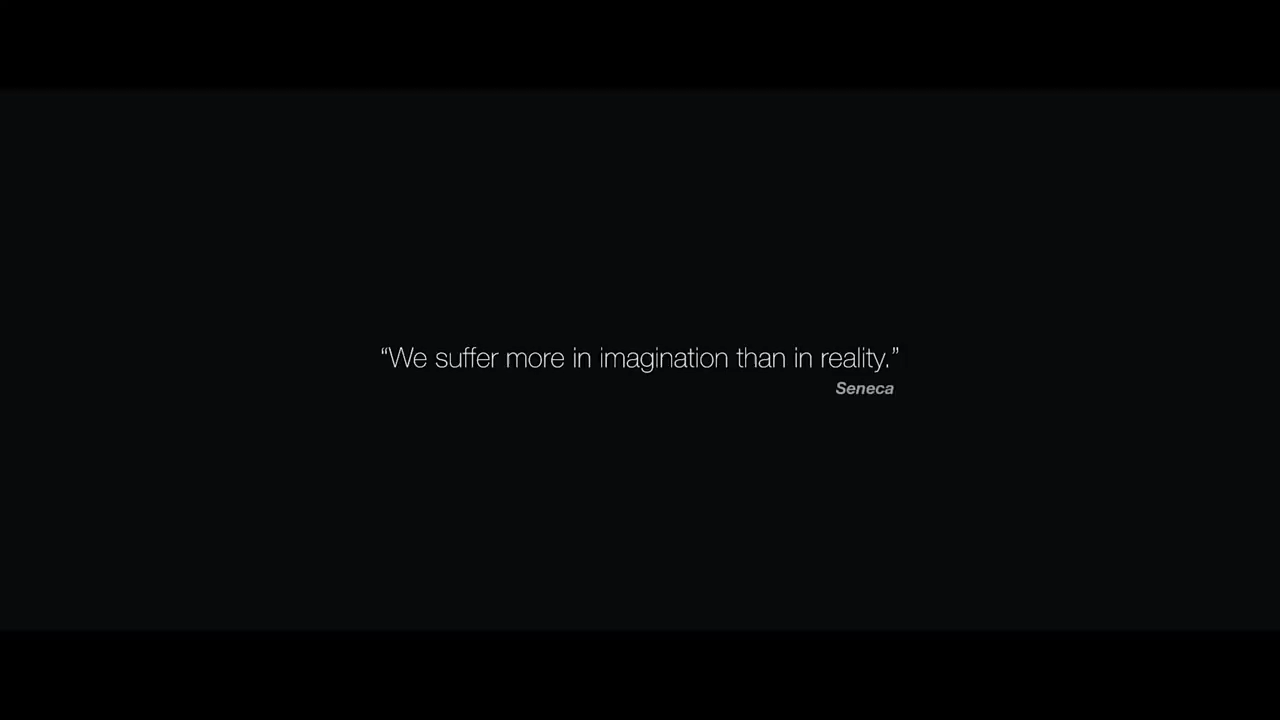 “We suffer more in imagination than in reality.”
Seneca